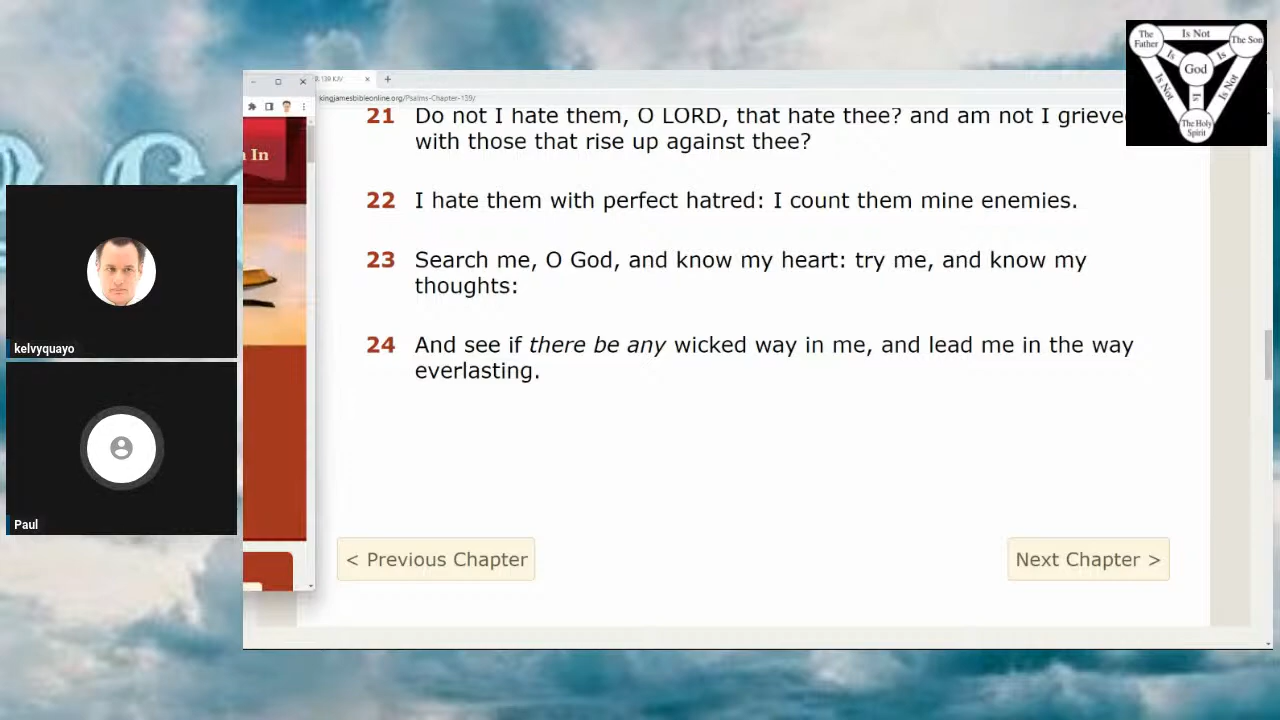 9:139 KJV
kingjamesbibleonline.org/Psalms-Chapter-139/
n In
21 Do not I hate them, O LORD, that hate thee? and am not I grieve
with those that rise up against thee?
22 I hate them with perfect hatred: I count them mine enemies.
23 Search me, O God, and know my heart: try me, and know my
thoughts:
24 And see if there be any wicked way in me, and lead me in the way
everlasting.
< Previous Chapter
Next Chapter >
kelvyquayo
Paul
The
Father
Is Not
The Son
Is
Is
God
Is Not
Is
Is Not
The Holy
Spirit